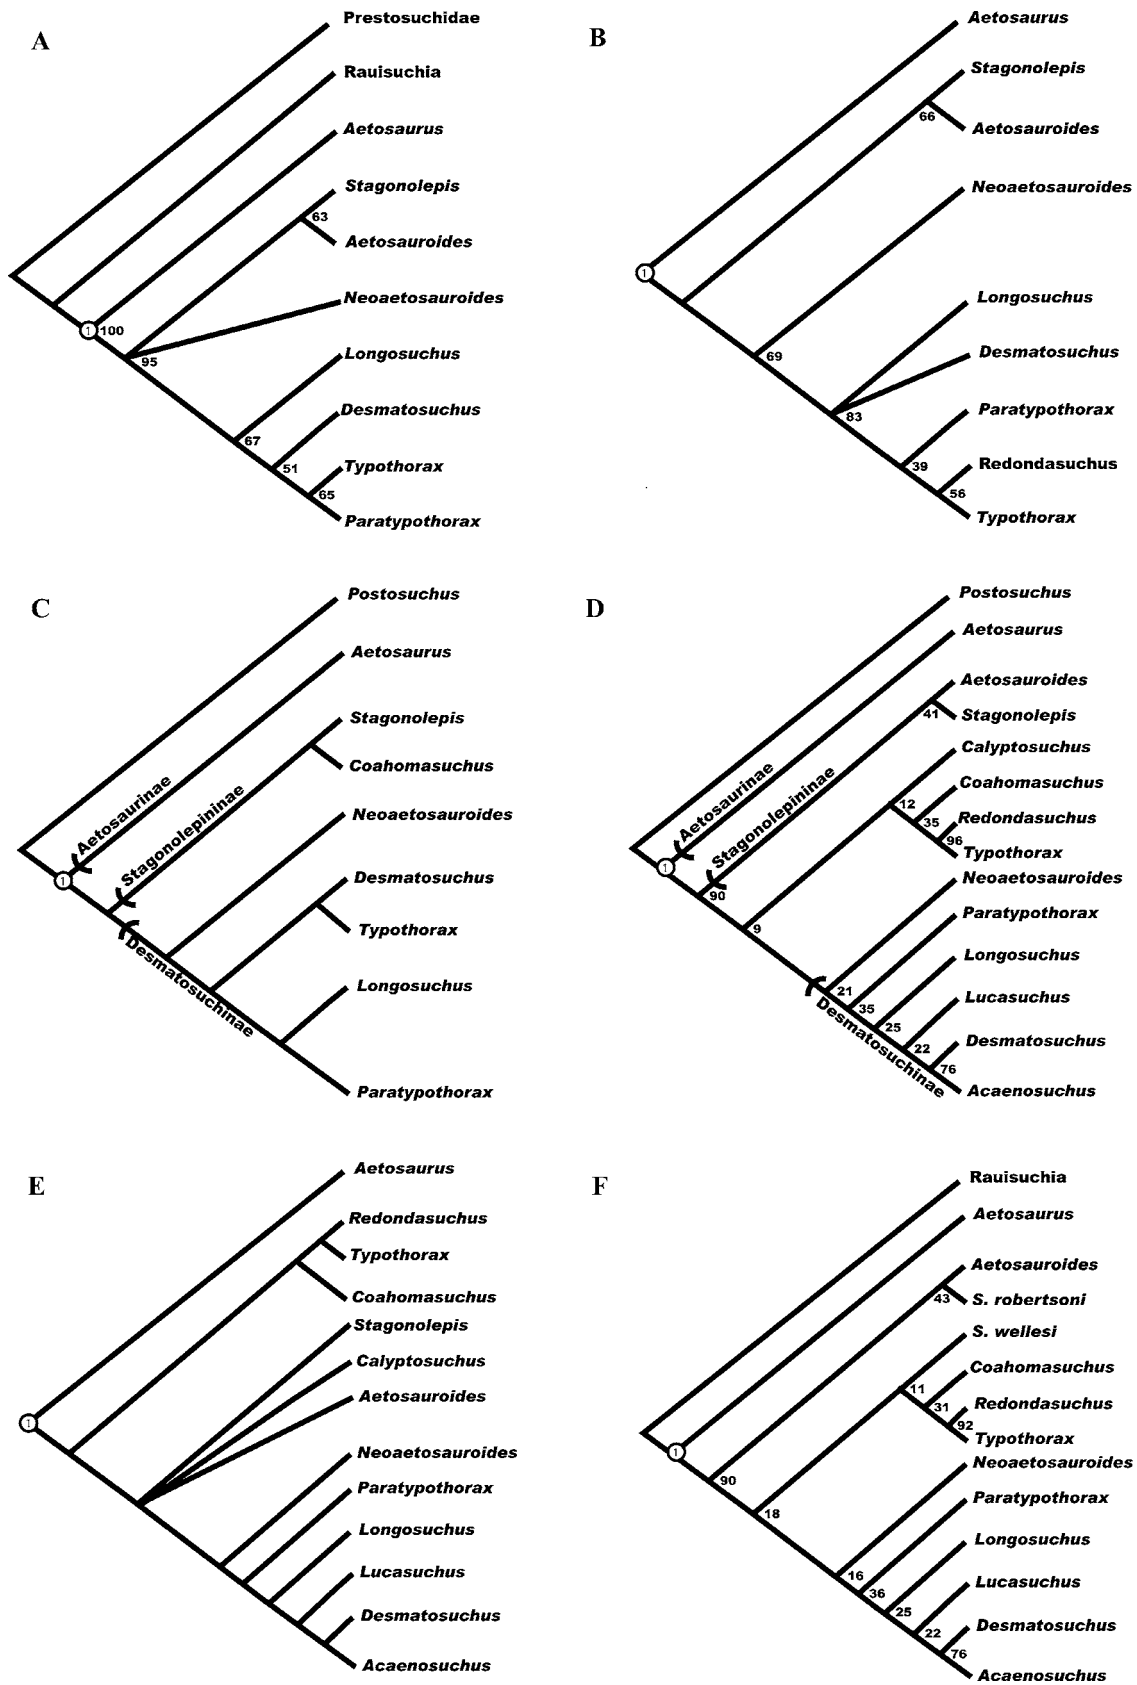 A
Prestosuchidae
Rauisuchia
Aetosaurus
Stagonolepis
63
Aetosauroides
Neoaetosauroides
1 100
95
Longosuchus
Desmatosuchus
67
51
Typothorax
65
Paratypothorax
B
Aetosaurus
Stagonolepis
66
Aetosauroides
Neoaetosauroides
1
Longosuchus
Desmatosuchus
69
Paratypothorax
83
39
Redondasuchus
56
Typothorax
C
Postosuchus
Aetosaurus
Stagonolepis
Coahomasuchus
Aetosaurinae
Stagonolepininae
Neoaetosauroides
1
Desmatosuchus
Typothorax
Desmatosuchinae
Longosuchus
Paratypothorax
D
Postosuchus
Aetosaurus
Aetosauroides
41
Stagonolepis
Calyptosuchus
Aetosaurinae
Stagonolepininae
Coahomasuchus
12
35
Redondasuchus
96
Typothorax
1
Neoaetosauroides
90
Paratypothorax
9
Longosuchus
21
Lucasuchus
35
25
Desmatosuchus
22
76
Desmatosuchinae
Acaenosuchus
E
Aetosaurus
Redondasuchus
Typothorax
Coahomasuchus
Stagonolepis
Calyptosuchus
Aetosauroides
1
Neoaetosauroides
Paratypothorax
Longosuchus
Lucasuchus
Desmatosuchus
Acaenosuchus
F
Rauisuchia
Aetosaurus
Aetosauroides
43
S. robertsoni
S. wellesi
Coahomasuchus
11
31
Redondasuchus
92
Typothorax
1
Neoaetosauroides
90
Paratypothorax
18
Longosuchus
16
Lucasuchus
36
25
Desmatosuchus
22
76
Acaenosuchus